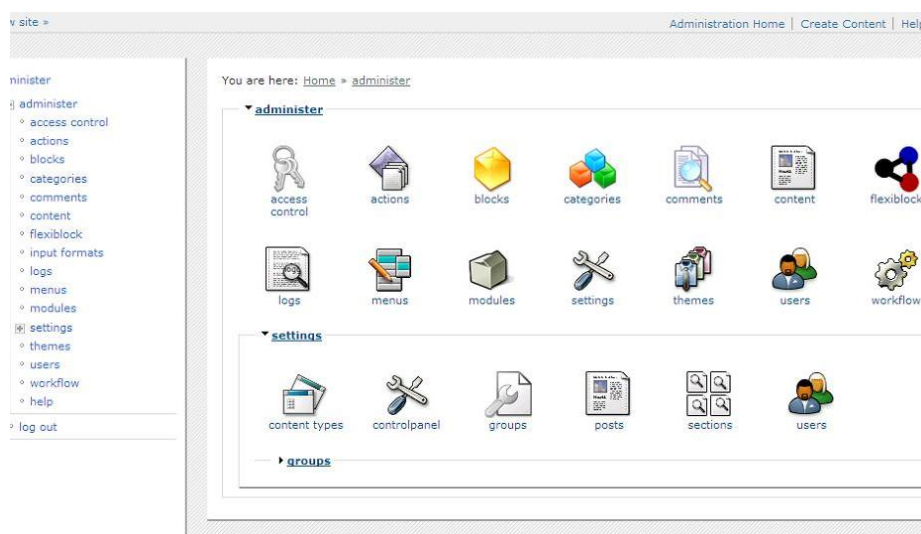 site »
Administration Home | Create Content |
administer
access control
actions
blocks
categories
comments
content
flexiblock
input formats
logs
menus
modules
settings
themes
users
workflow
help
log out
You are here: Home » administer
administer
access control
actions
blocks
categories
comments
content
flexiblock
logs
menus
modules
settings
themes
users
workflow
settings
content types
controlpanel
groups
posts
sections
users
groups